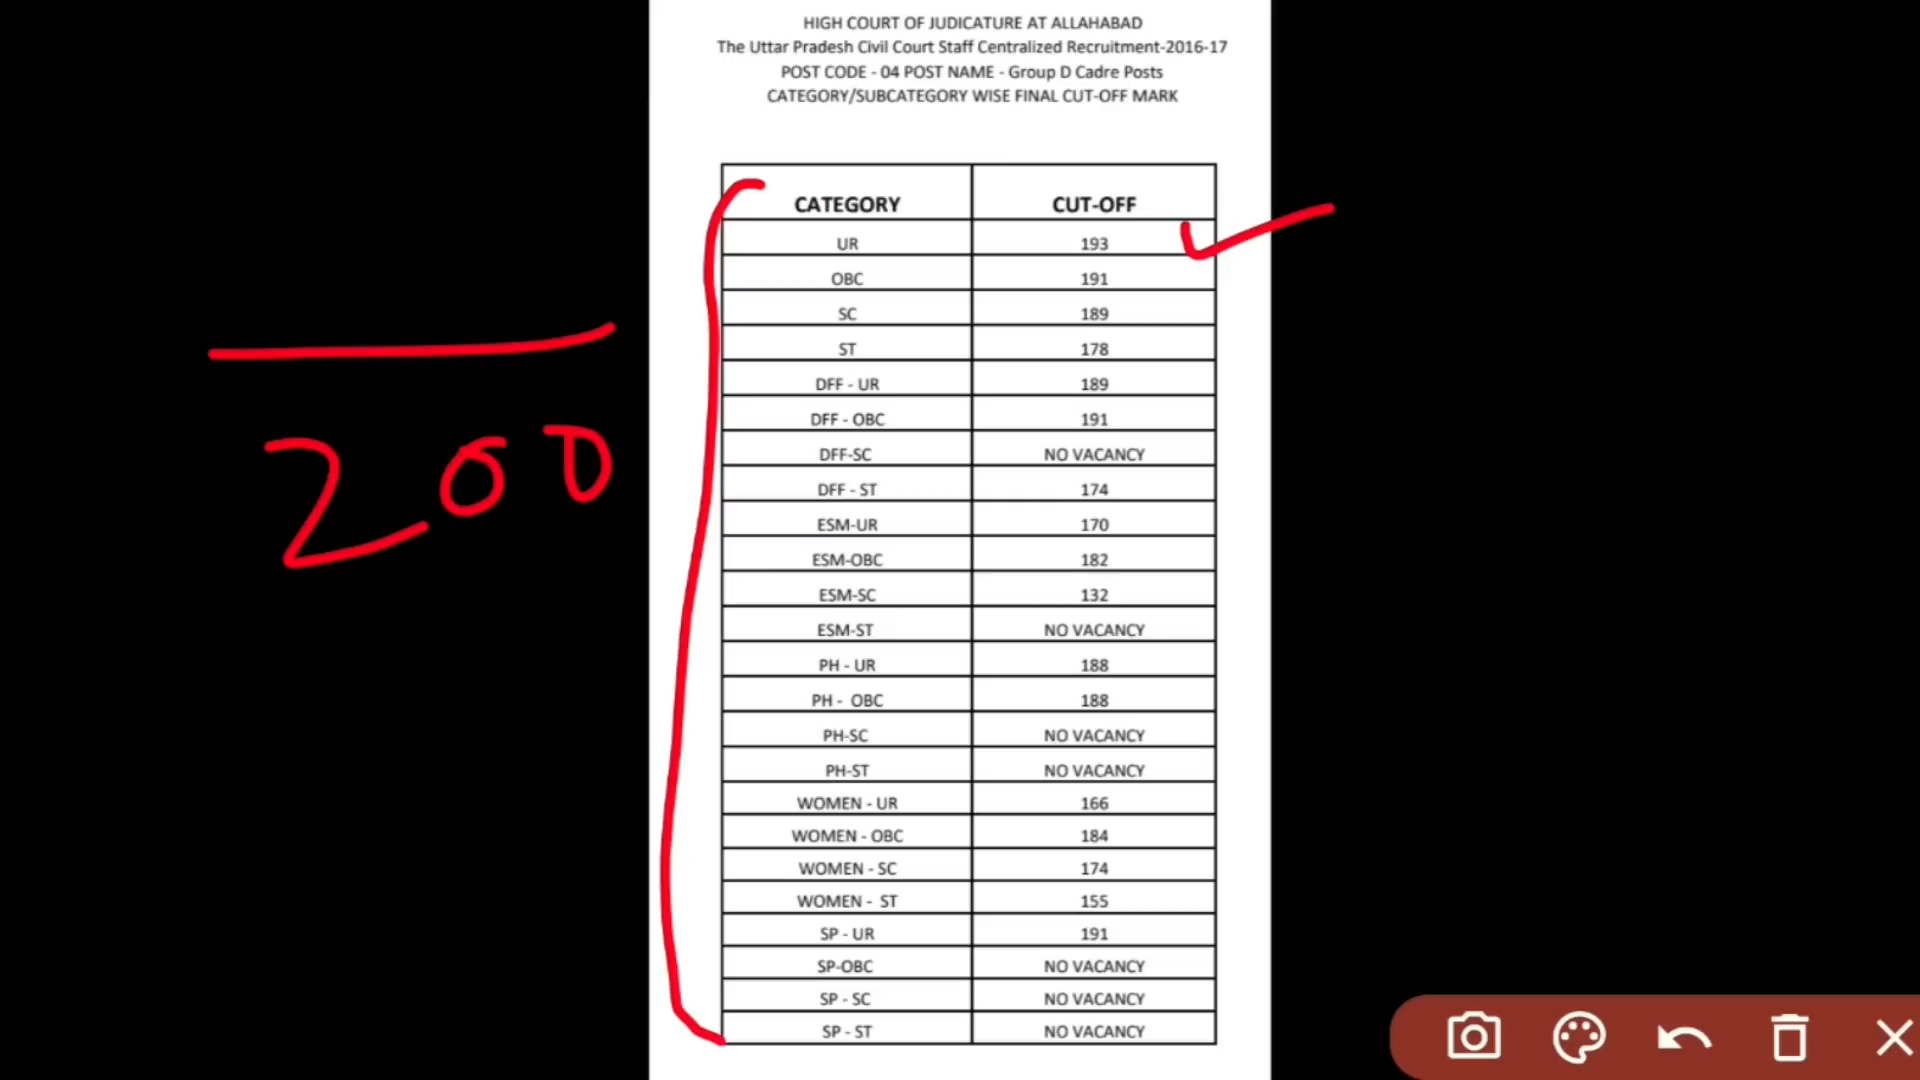 HIGH COURT OF JUDICATURE AT ALLAHABAD
The Uttar Pradesh Civil Court Staff Centralized Recruitment-2016-17
POST CODE - 04 POST NAME - Group D Cadre Posts
CATEGORY/SUBCATEGORY WISE FINAL CUT-OFF MARK
CATEGORY CUT-OFF
UR 193
OBC 191
SC 189
ST 178
DFF - UR 189
DFF - OBC 191
DFF-SC NO VACANCY
DFF - ST 174
ESM-UR 170
ESM-OBC 182
ESM-SC 132
ESM-ST NO VACANCY
PH - UR 188
PH - OBC 188
PH-SC NO VACANCY
PH-ST NO VACANCY
WOMEN - UR 166
WOMEN - OBC 184
WOMEN - SC 174
WOMEN - ST 155
SP - UR 191
SP-OBC NO VACANCY
SP - SC NO VACANCY
SP - ST NO VACANCY
200